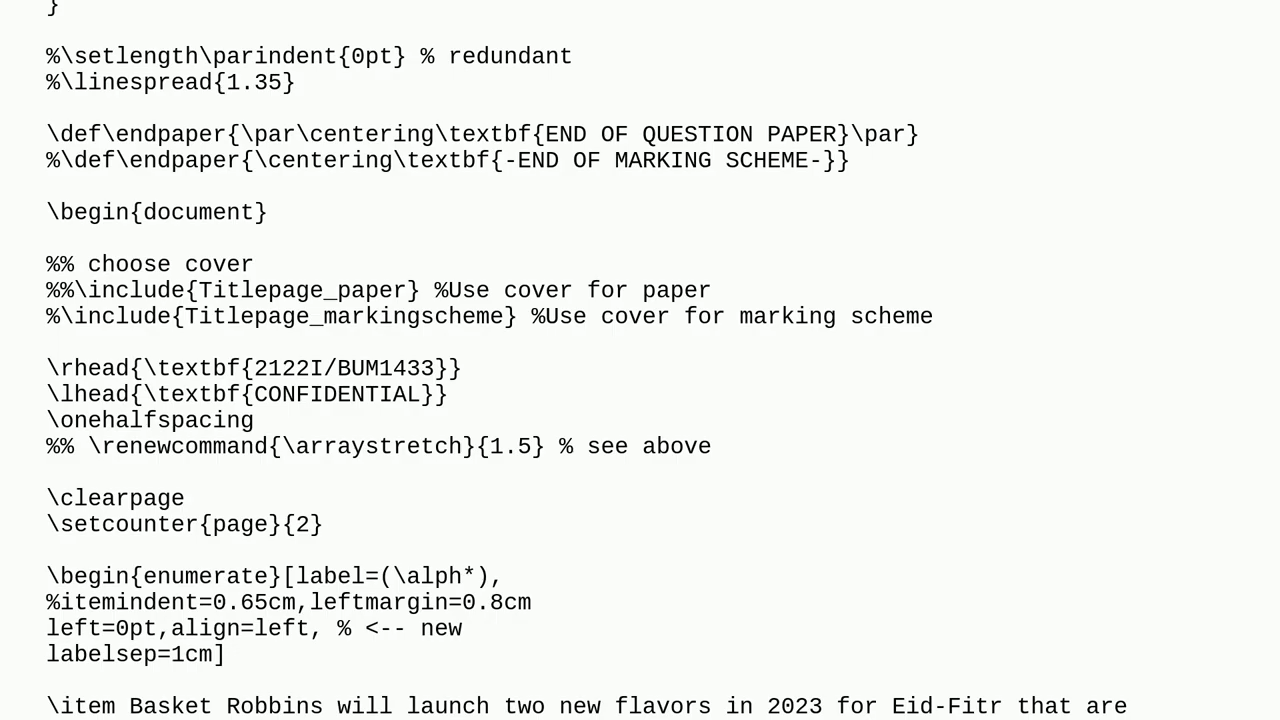 }
%\setlength\parindent{0pt} % redundant
%\linespread{1.35}
\def\endpaper{\par\centering\textbf{END OF QUESTION PAPER}\par}
%\def\endpaper{\centering\textbf{-END OF MARKING SCHEME-}}
\begin{document}
%% choose cover
%%\include{Titlepage_paper} %Use cover for paper
%\include{Titlepage_markingscheme} %Use cover for marking scheme
\rhead{\textbf{2122I/BUM1433}}
\lhead{\textbf{CONFIDENTIAL}}
\onehalfspacing
%% \renewcommand{\arraystretch}{1.5} % see above
\clearpage
\setcounter{page}{2}
\begin{enumerate}[label=(\alph*),
%itemindent=0.65cm,leftmargin=0.8cm
left=0pt,align=left, % <-- new
labelsep=1cm]
\item Basket Robbins will launch two new flavors in 2023 for Eid-Fitr that are